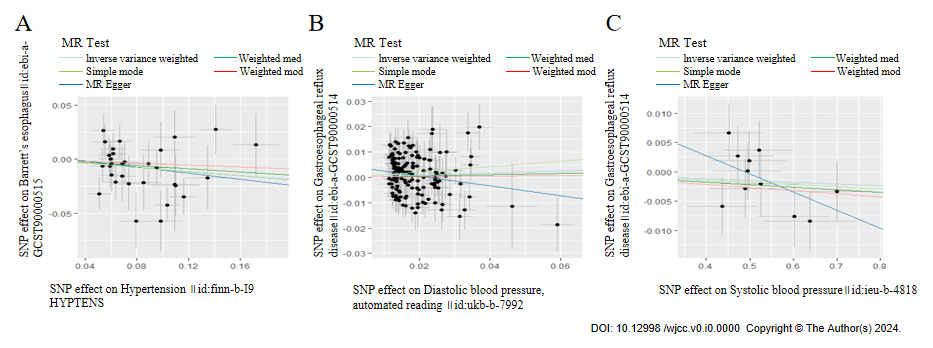 A
MR Test
Inverse variance weighted
Weighted med
Simple mode
Weighted mod
MR Egger
SNP effect on Barrett's esophagus||id:ebi-a-
GCST90000515
0.05
0.00
-0.05
0.04
0.08
0.12
0.16
SNP effect on Hypertension || id:finn-b-I9
HYPTENS
B
MR Test
Inverse variance weighted
Weighted med
Simple mode
Weighted mod
MR Egger
SNP effect on Gastroesophageal reflux
disease||id:ebi-a-GCST90000514
0.03
0.02
0.01
0.00
-0.01
-0.02
-0.03
0.02
0.04
0.06
SNP effect on Diastolic blood pressure,
automated reading || id:ukb-b-7992
C
MR Test
Inverse variance weighted
Weighted med
Simple mode
Weighted mod
MR Egger
SNP effect on Gastroesophageal reflux
disease||id:ebi-a-GCST90000514
0.010
0.005
0.000
-0.005
-0.010
0.4
0.5
0.6
0.7
0.8
SNP effect on Systolic blood pressure || id:ieu-b-4818
DOI: 10.12998 /wjcc.v0.i0.0000 Copyright © The Author(s) 2024.